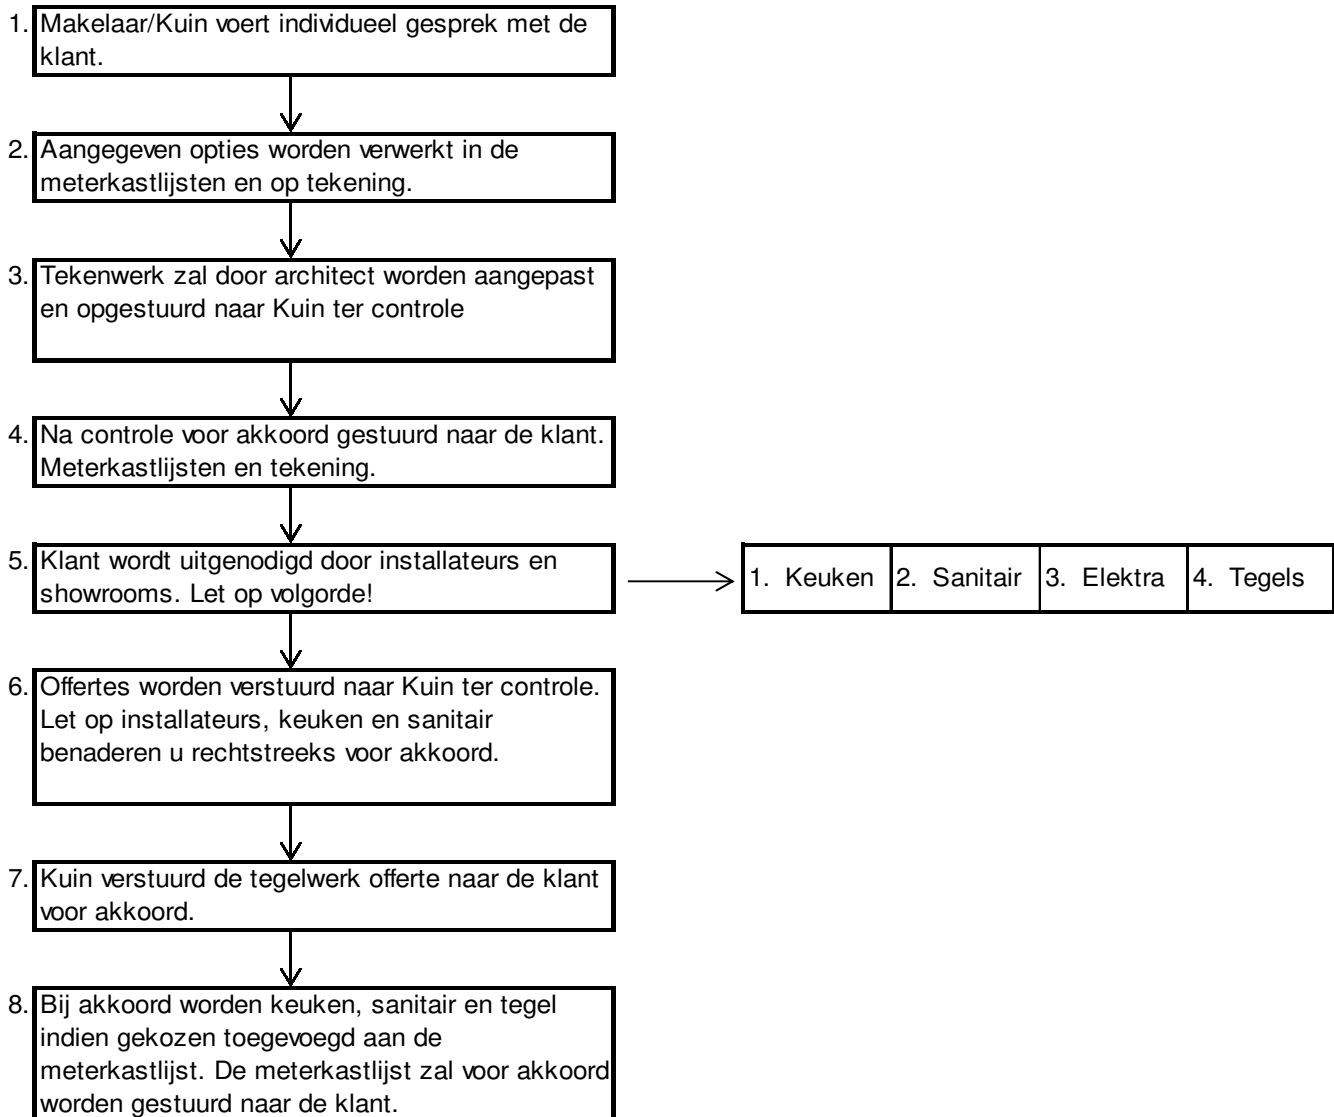 1. Makelaar/Kuin voert individueel gesprek met de
klant.
2. Aangegeven opties worden verwerkt in de
meterkastlijsten en op tekening.
3. Tekenwerk zal door architect worden aangepast
en opgestuurd naar Kuin ter controle
4. Na controle voor akkoord gestuurd naar de klant.
Meterkastlijsten en tekening.
5. Klant wordt uitgenodigd door installateurs en
showrooms. Let op volgorde!
1. Keuken 2. Sanitair 3. Elektra 4. Tegels
6. Offertes worden verstuurd naar Kuin ter controle.
Let op installateurs, keuken en sanitair
benaderen u rechtstreeks voor akkoord.
7. Kuin verstuurd de tegelwerk offerte naar de klant
voor akkoord.
8. Bij akkoord worden keuken, sanitair en tegel
indien gekozen toegevoegd aan de
meterkastlijst. De meterkastlijst zal voor akkoord
worden gestuurd naar de klant.